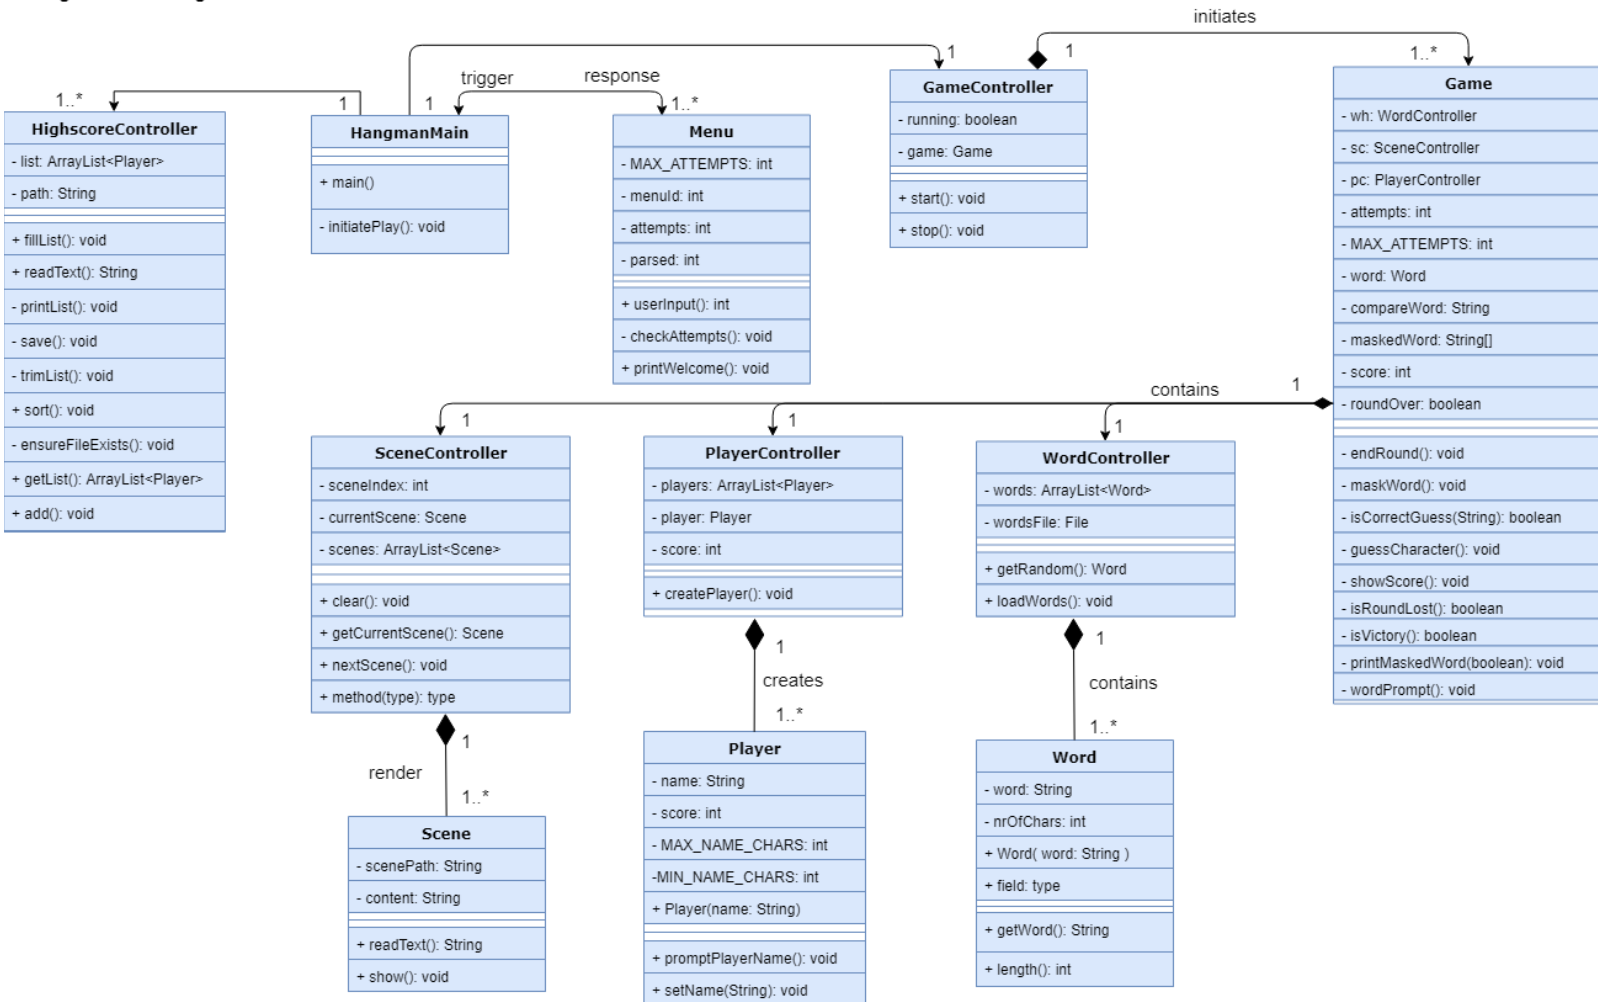 initiates
1
1
1..*
trigger
response
1..*
1
1
1..*
HighscoreController
- list: ArrayList<Player>
- path: String
+ fillList(): void
+ readText(): String
- printList(): void
- save(): void
- trimList(): void
+ sort(): void
- ensureFileExists(): void
+ getList(): ArrayList<Player>
+ add(): void
HangmanMain
+ main()
- initiatePlay(): void
Menu
- MAX_ATTEMPTS: int
- menuId: int
- attempts: int
- parsed: int
+ userInput(): int
- checkAttempts(): void
+ printWelcome(): void
GameController
- running: boolean
- game: Game
+ start(): void
+ stop(): void
Game
- wh: WordController
- sc: SceneController
- pc: PlayerController
- attempts: int
- MAX_ATTEMPTS: int
- word: Word
- compareWord: String
- maskedWord: String[]
- score: int
- roundOver: boolean
- endRound(): void
- maskWord(): void
- isCorrectGuess(String): boolean
- guessCharacter(): void
- showScore(): void
- isRoundLost(): boolean
- isVictory(): boolean
- printMaskedWord(boolean): void
- wordPrompt(): void
contains
1
1
1
1
SceneController
- sceneIndex: int
- currentScene: Scene
- scenes: ArrayList<Scene>
+ clear(): void
+ getCurrentScene(): Scene
+ nextScene(): void
+ method(type): type
PlayerController
- players: ArrayList<Player>
- player: Player
- score: int
+ createPlayer(): void
WordController
- words: ArrayList<Word>
- wordsFile: File
+ getRandom(): Word
+ loadWords(): void
1
render
1..*
1
creates
1..*
1
contains
1..*
Scene
- scenePath: String
- content: String
+ readText(): String
+ show(): void
Player
- name: String
- score: int
- MAX_NAME_CHARS: int
-MIN_NAME_CHARS: int
+ Player(name: String)
+ promptPlayerName(): void
+ setName(String): void
Word
- word: String
- nrOfChars: int
+ Word( word: String )
+ field: type
+ getWord(): String
+ length(): int